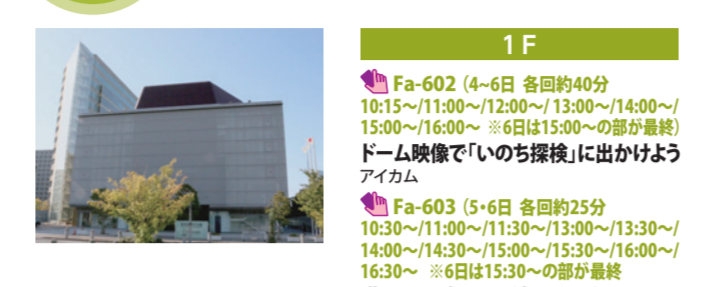 1F
Fa-602（4~6日 各回約40分
10:15～/11:00～/12:00～/ 13:00～/14:00～/
15:00～/16:00～ ※6日は15:00～の部が最終）
ドーム映像で「いのち探検」に出かけよう
アイカム
Fa-603（5・6日 各回約25分
10:30～/11:00～/11:30～/13:00～/13:30～/
14:00～/14:30～/15:00～/15:30～/16:00～/
16:30～ ※6日は15:30～の部が最終